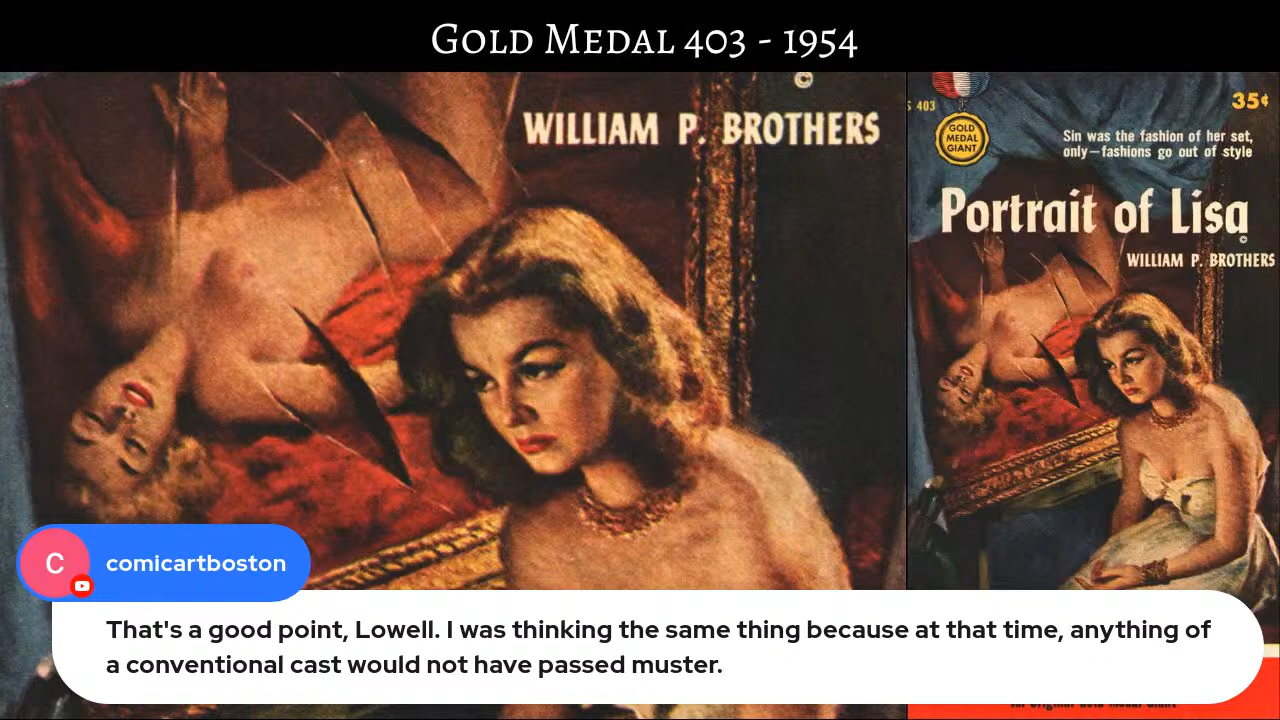 Gold Medal 403 - 1954
©
WILLIAM P. BROTHERS
S 403
35¢
GOLD
MEDAL
GIANT
Sin was the fashion of her set,
only—fashions go out of style
Portrait of Lisa
©
WILLIAM P. BROTHERS
C
comicartboston
That's a good point, Lowell. I was thinking the same thing because at that time, anything of
a conventional cast would not have passed muster.